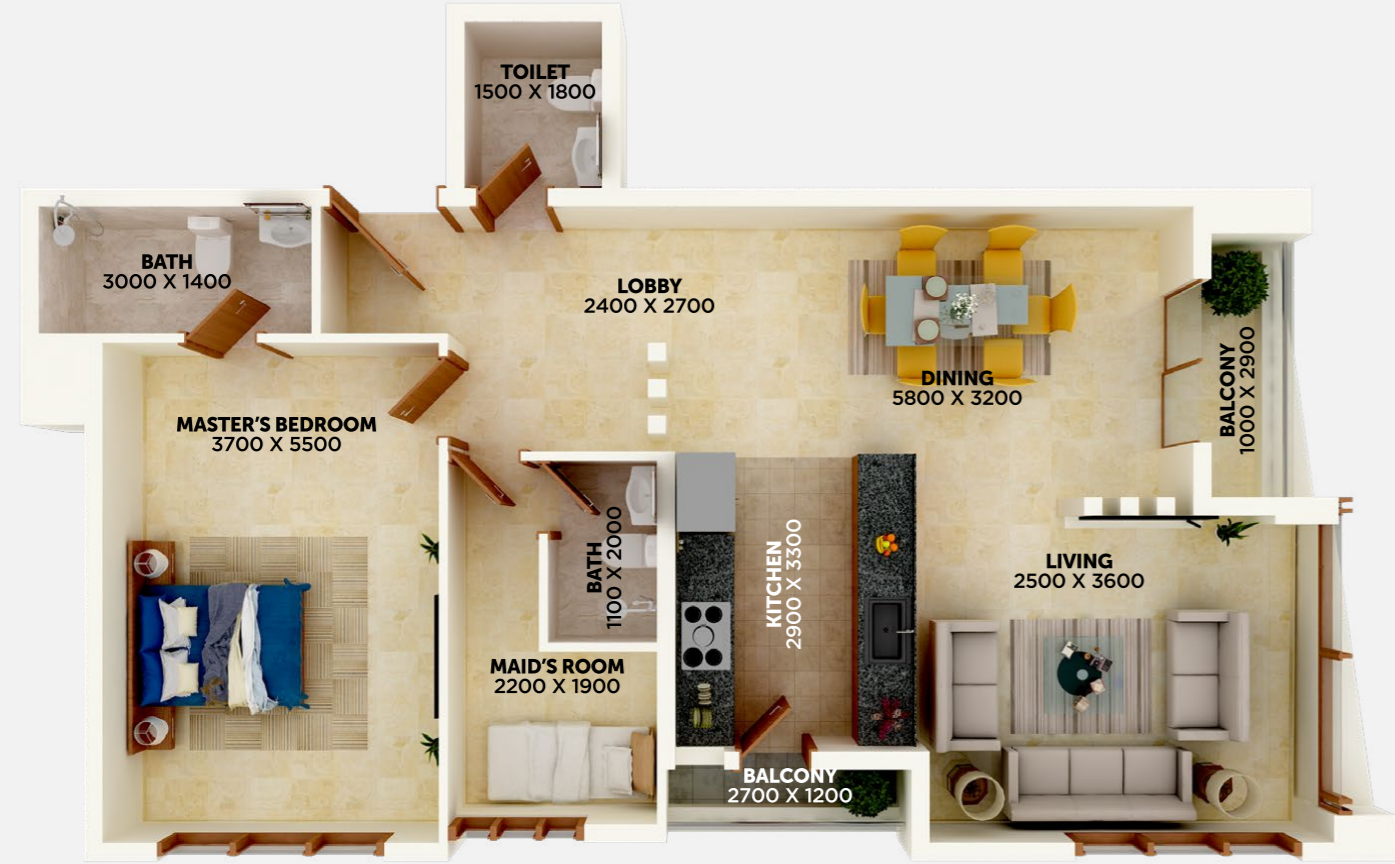 TOILET
1500 X 1800
BATH
3000 X 1400
LOBBY
2400 X 2700
DINING
5800 X 3200
BALCONY
1000 X 2900
MASTER'S BEDROOM
3700 X 5500
BATH
1100 X 2000
KITCHEN
2900 X 3300
LIVING
2500 X 3600
MAID'S ROOM
2200 X 1900
BALCONY
2700 X 1200